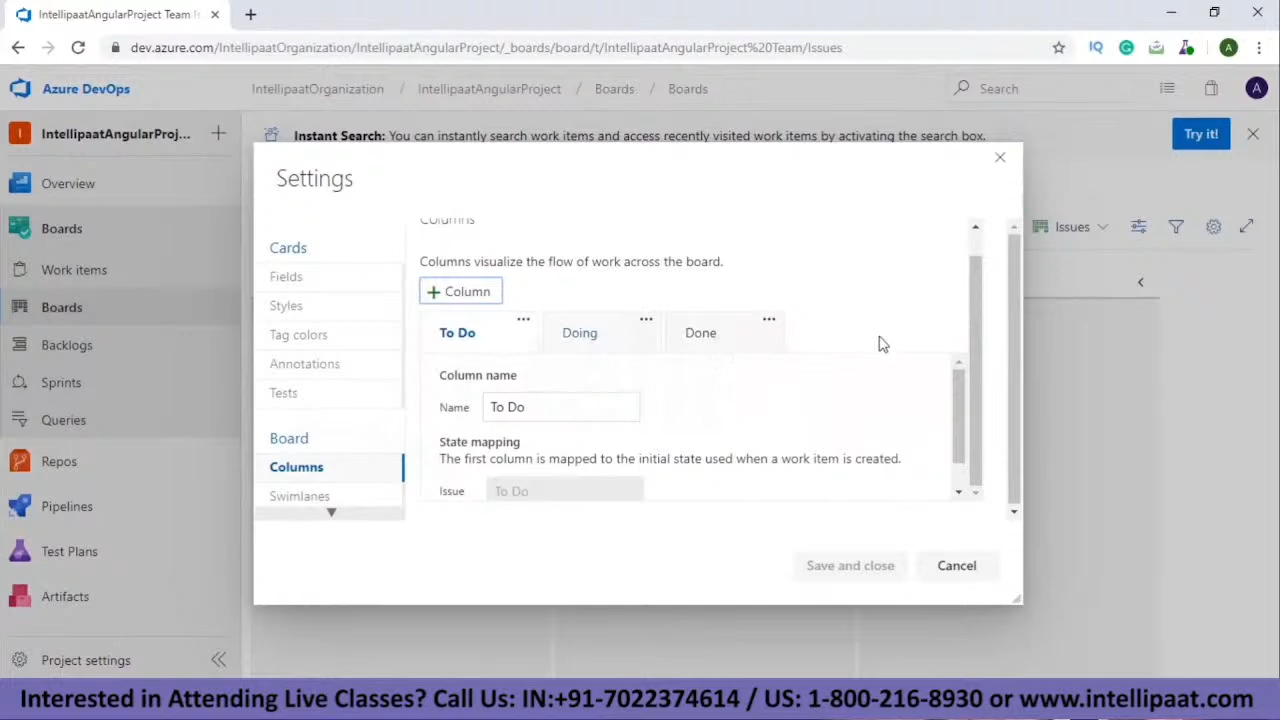 IntellipaatAngularProject Team I
dev.azure.com/IntellipaatOrganization/IntellipaatAngularProject/_boards/board/t/IntellipaatAngularProject%20Team/Issues
IQ
A
Azure DevOps
IntellipaatOrganization / IntellipaatAngularProject / Boards / Boards
Search
A
I
IntellipaatAngularProj...
Instant Search: You can instantly search work items and access recently visited work items by activating the search box.
Try it!
Overview
Boards
Work items
Boards
Backlogs
Sprints
Queries
Repos
Pipelines
Test Plans
Artifacts
Project settings
Issues
Settings
Cards
Fields
Styles
Tag colors
Annotations
Tests
Board
Columns
Swimlanes
Columns
Columns visualize the flow of work across the board.
+ Column
To Do
Doing
Done
Column name
Name To Do
State mapping
The first column is mapped to the initial state used when a work item is created.
Issue To Do
Save and close
Cancel
Interested in Attending Live Classes? Call Us: IN:+91-7022374614 / US: 1-800-216-8930 or www.intellipaat.com